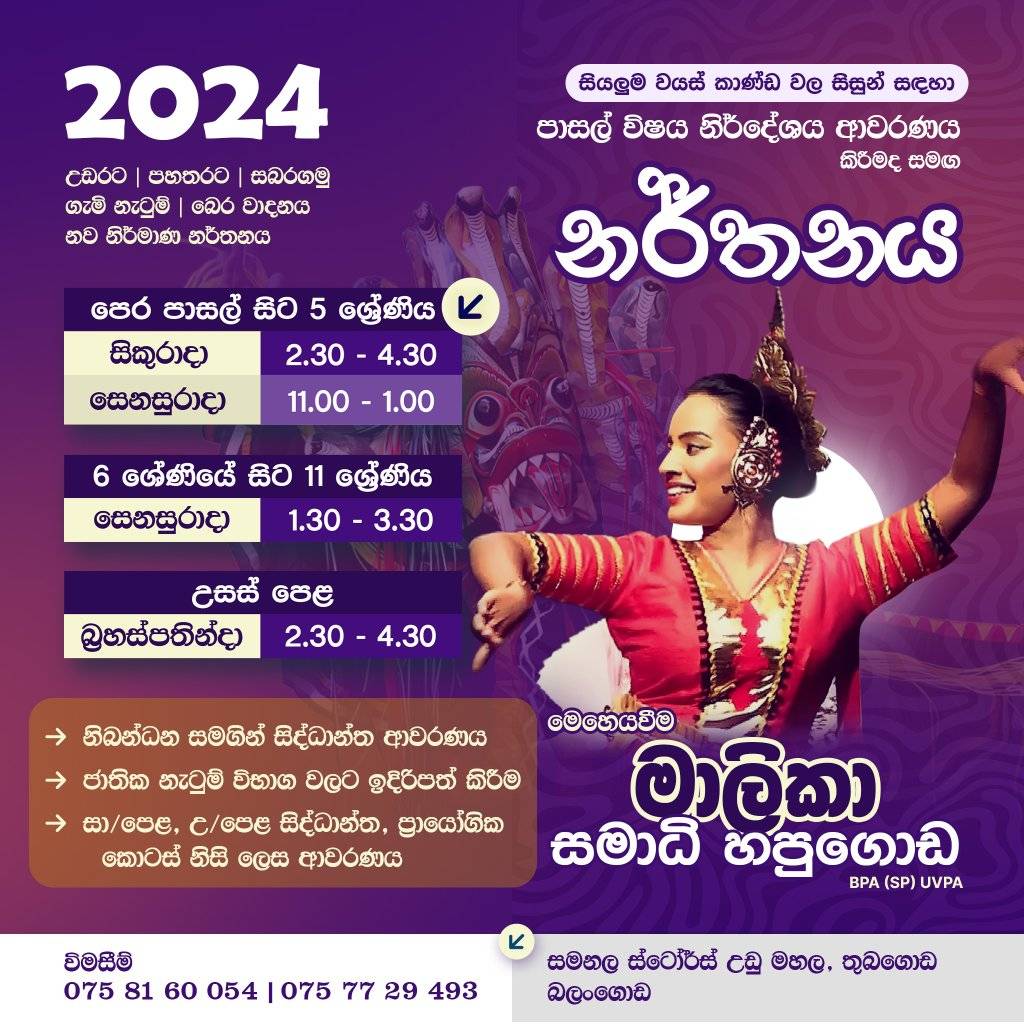 2024
උඩරට | පහතරට | සබරගමු
ගැමි නැටුම් | බෙර වාදනය
නව නිර්මාණ නර්තනය
සියලුම වයස් කාණ්ඩ වල සිසුන් සඳහා
පාසල් විෂය නිර්දේශය ආවරණය
කිරීමද සමඟ
නර්තනය
පෙර පාසල් සිට 5 ශ්‍රේණිය
සිකුරාදා 2.30 - 4.30
සෙනසුරාදා 11.00 - 1.00
6 ශේණියේ සිට 11 ශ්‍රේණිය
සෙනසුරාදා 1.30 - 3.30
උසස් පෙළ
බ්‍රහස්පතින්දා 2.30 - 4.30
→ නිබන්ධන සමගින් සිද්ධාන්ත ආවරණය
→ ජාතික නැටුම් විභාග වලට ඉදිරිපත් කිරීම
→ සා/පෙළ, උ/පෙළ සිද්ධාන්ත, ප්‍රායෝගික
කොටස් නිසි ලෙස ආවරණය
මෙහෙයවීම
මාලිකා
සමාධි හපුගොඩ
BPA (SP) UVPA
විමසීම්
075 81 60 054 | 075 77 29 493
සමනල ස්ටෝර්ස් උඩු මහල, තුබගොඩ
බලංගොඩ